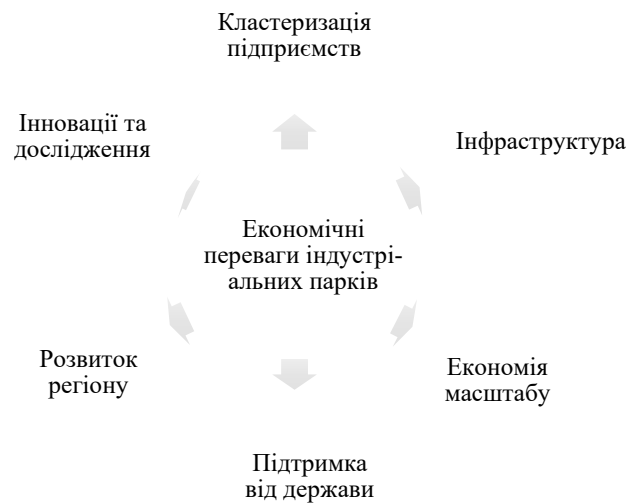 Кластеризація
підприємств
Інновації та
дослідження
Інфраструктура
Економічні
переваги індустрі-
альних парків
Розвиток
регіону
Економія
масштабу
Підтримка
від держави